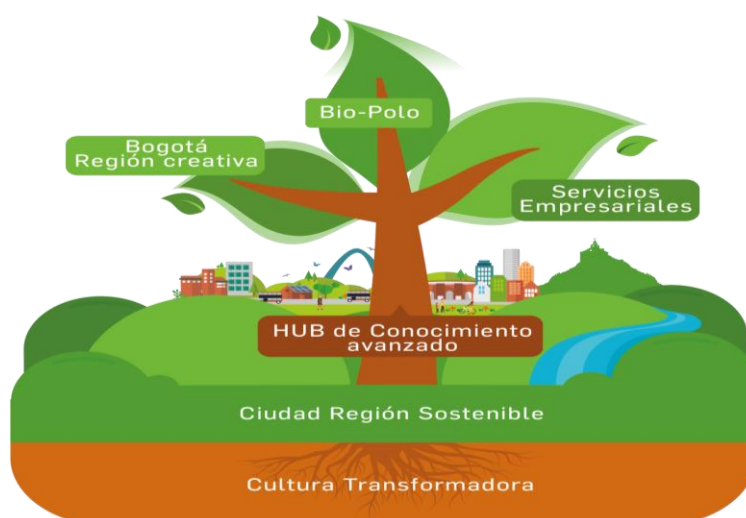 Bio-Polo
Bogotá
Región creativa
Servicios
Empresariales
HUB de Conocimiento
avanzado
Ciudad Región Sostenible
Cultura Transformadora